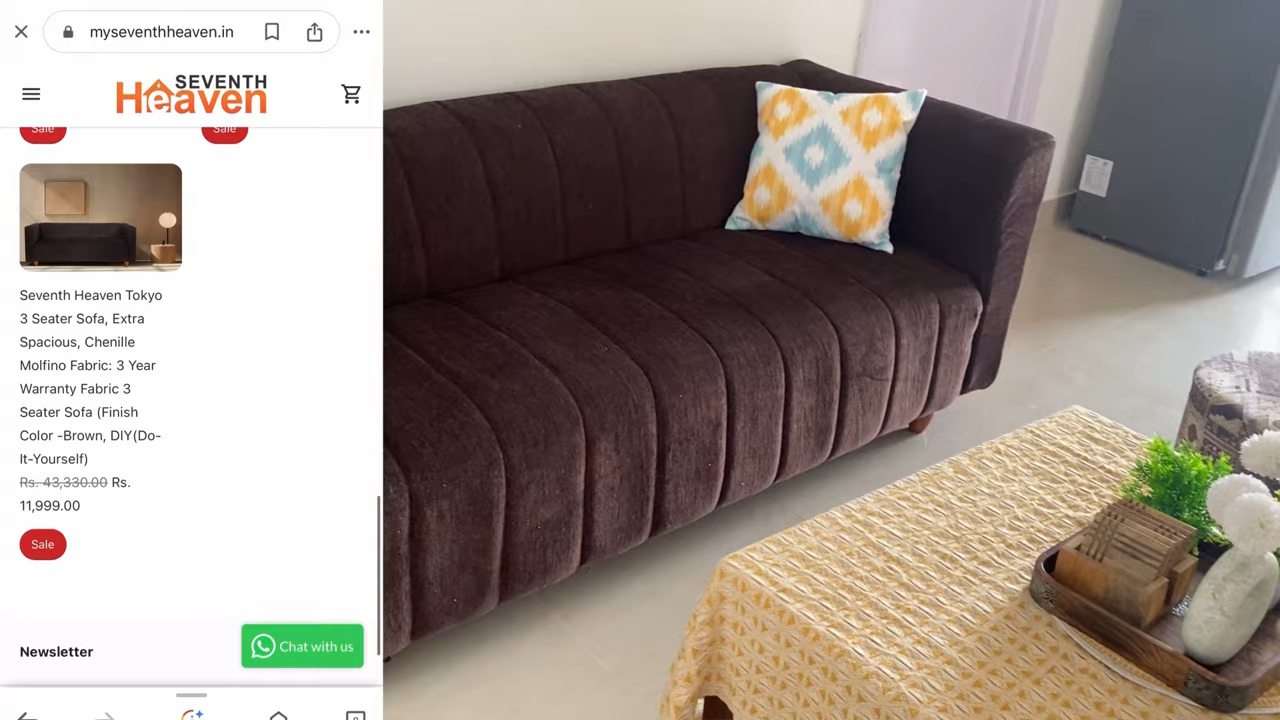 myseventhheaven.in
SEVENTH
Heaven
Sale
Sale
Seventh Heaven Tokyo
3 Seater Sofa, Extra
Spacious, Chenille
Molfino Fabric: 3 Year
Warranty Fabric 3
Seater Sofa (Finish
Color -Brown, DIY(Do-
It-Yourself)
Rs. 43,330.00 Rs.
11,999.00
Sale
Newsletter
Chat with us